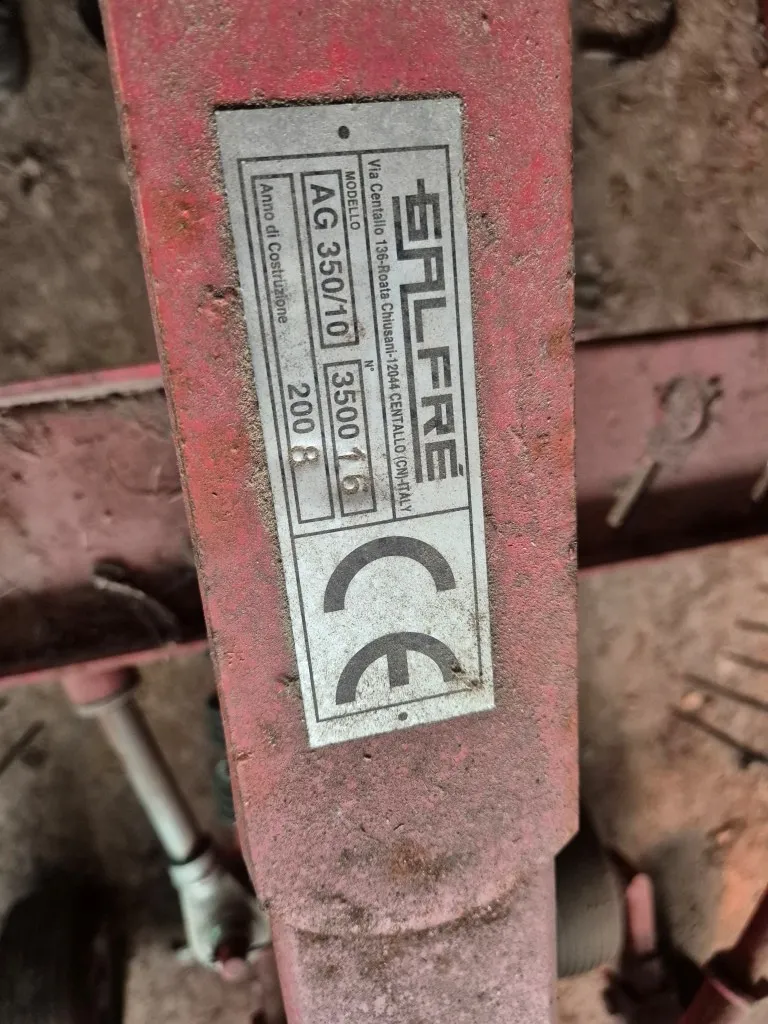 GALFRÉ
Via Centallo 136-Roata Chiusani-12044 CENTALLO (CN)-ITALY
MODELLO N°
AG 350/10 350016
Anno di Costruzione 2008
CE